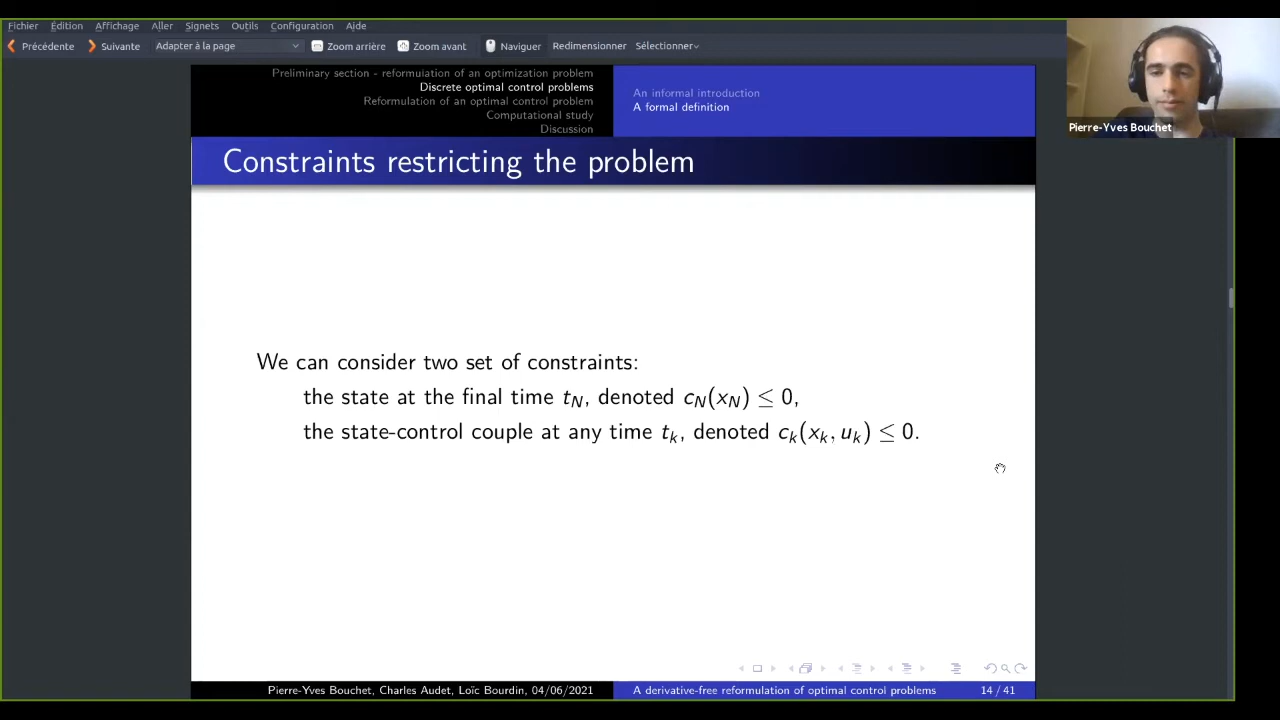 Fichier Édition Affichage Aller Signets Outils Configuration Aide
Précédente Suivante Adapter à la page Zoom arrière Zoom avant Naviguer Redimensionner Sélectionner
Preliminary section - reformulation of an optimization problem
Discrete optimal control problems
Reformulation of an optimal control problem
Computational study
Discussion
An informal introduction
A formal definition
Pierre-Yves Bouchet
Constraints restricting the problem
We can consider two set of constraints:
the state at the final time t_N, denoted c_N(x_N) ≤ 0,
the state-control couple at any time t_k, denoted c_k(x_k, u_k) ≤ 0.
Pierre-Yves Bouchet, Charles Audet, Loïc Bourdin, 04/06/2021
A derivative-free reformulation of optimal control problems
14 / 41